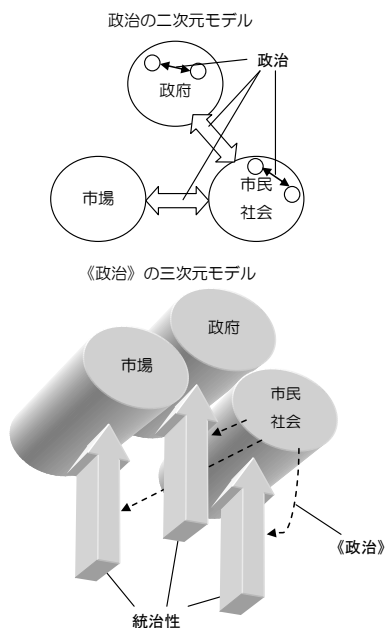 政治の二次元モデル
政治
政府
市場
市民
社会
《政治》の三次元モデル
政府
市場
市民
社会
《政治》
統治性